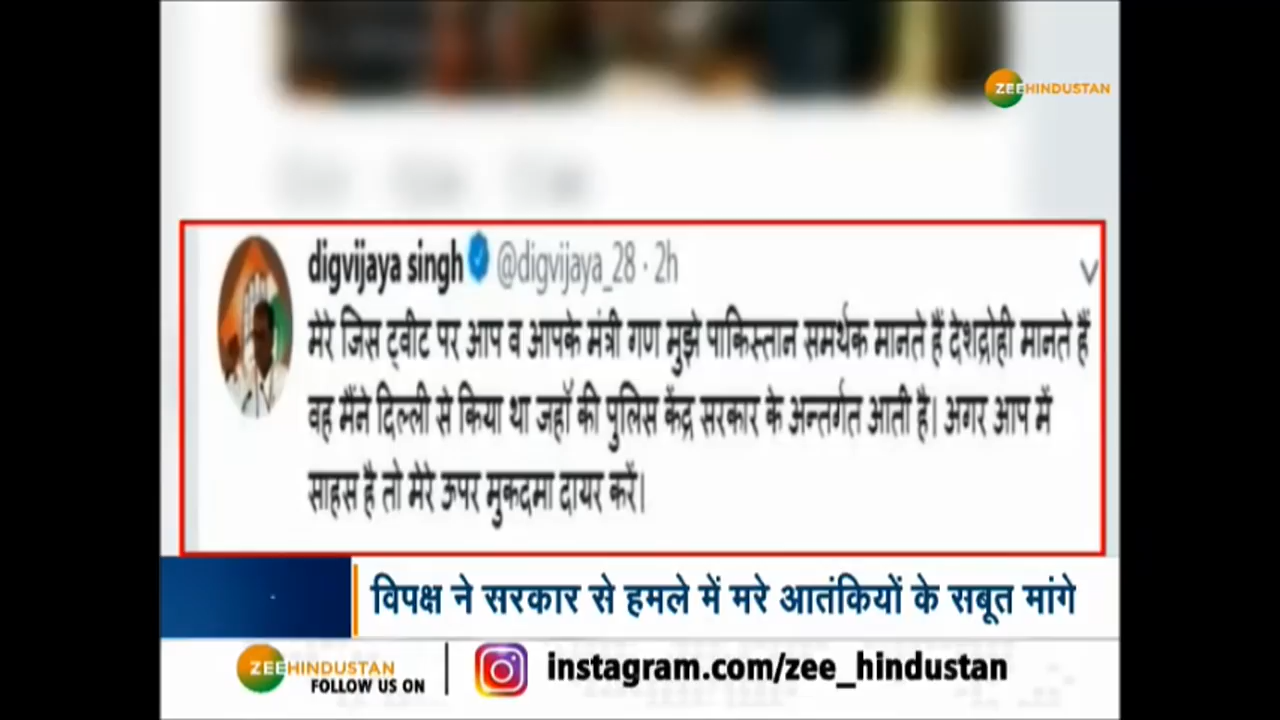 ZEEHINDUSTAN
digvijaya singh @digvijaya_28 · 2h
मेरे जिस ट्वीट पर आप व आपके मंत्री गण मुझे पाकिस्तान समर्थक मानते हैं देशद्रोही मानते हैं
वह मैंने दिल्ली से किया था जहाँ की पुलिस केंद्र सरकार के अन्तर्गत आती है। अगर आप में
साहस है तो मेरे ऊपर मुक़दमा दायर करें।
विपक्ष ने सरकार से हमले में मरे आतंकियों के सबूत मांगे
ZEEHINDUSTAN
FOLLOW US ON
instagram.com/zee_hindustan